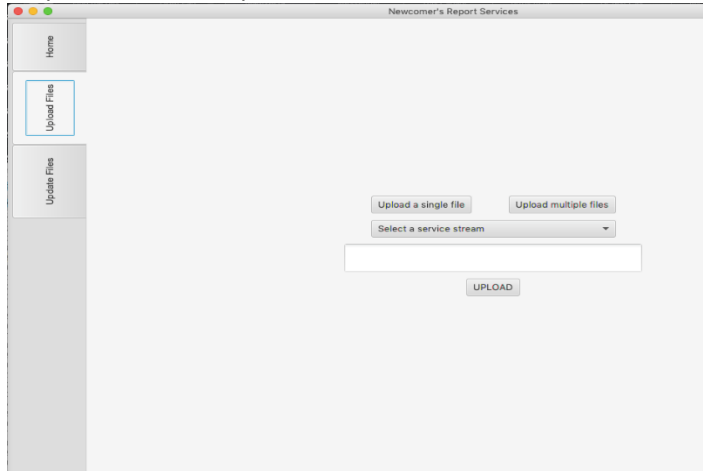 Newcomer's Report Services
Home
Upload Files
Update Files
Upload a single file
Upload multiple files
Select a service stream
UPLOAD